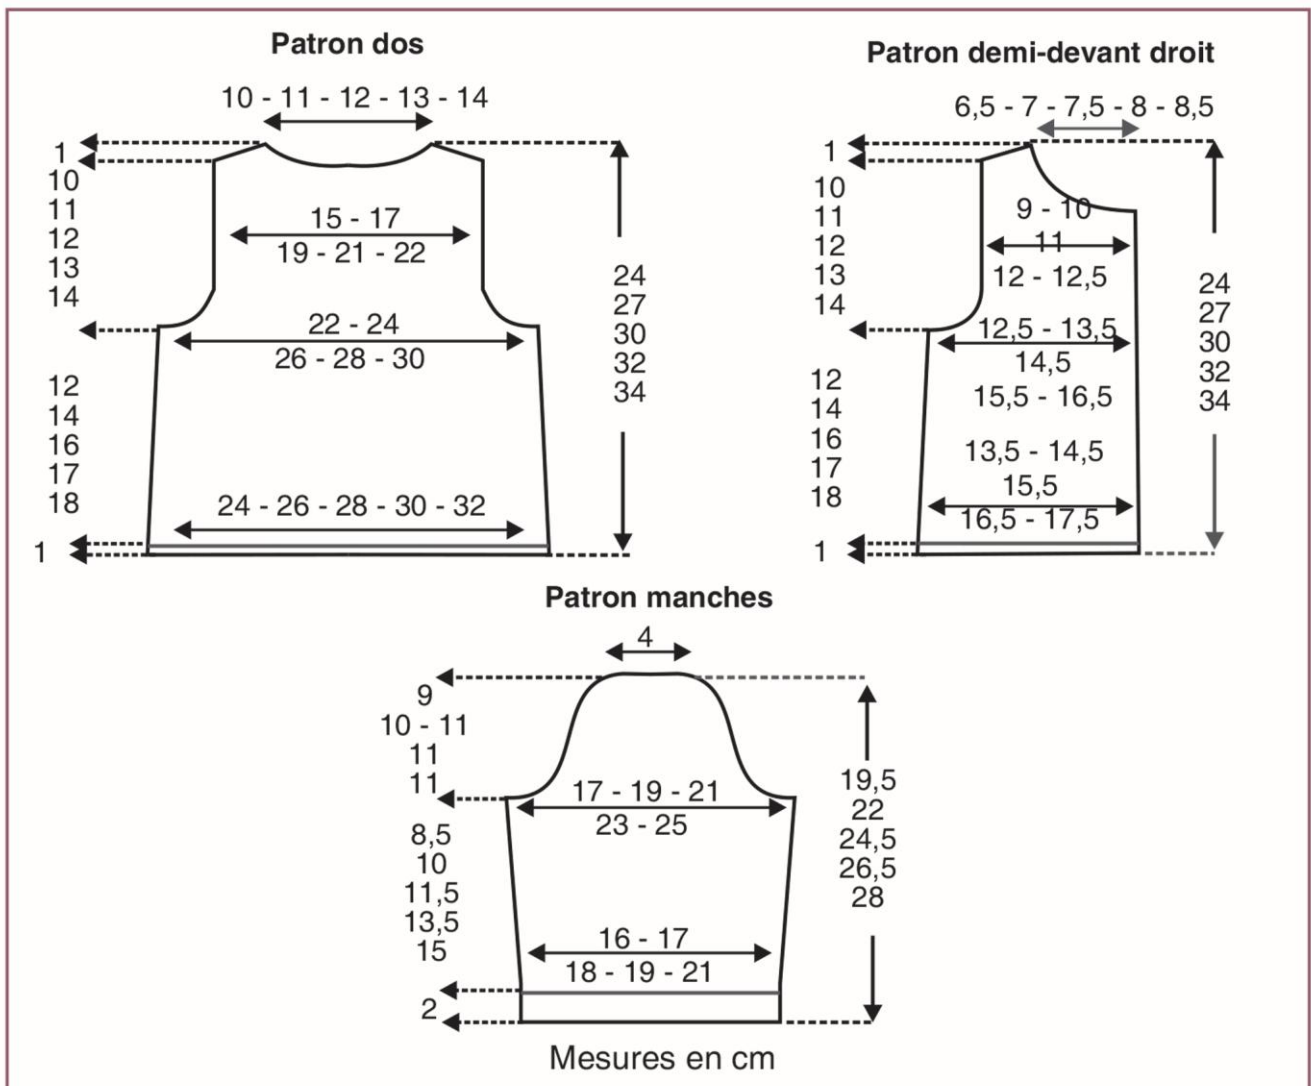 Patron dos
10 - 11 - 12 - 13 - 14
1
10
11
12
13
14
15 - 17
19 - 21 - 22
22 - 24
26 - 28 - 30
24
27
30
32
34
12
14
16
17
18
24 - 26 - 28 - 30 - 32
1
Patron demi-devant droit
6,5 - 7 - 7,5 - 8 - 8,5
1
10
11
12
13
14
9 - 10
11
12 - 12,5
12,5 - 13,5
14,5
15,5 - 16,5
24
27
30
32
34
12
14
16
17
18
13,5 - 14,5
15,5
16,5 - 17,5
1
Patron manches
4
9
10 - 11
11
11
17 - 19 - 21
23 - 25
19,5
22
24,5
26,5
28
8,5
10
11,5
13,5
15
16 - 17
18 - 19 - 21
2
Mesures en cm